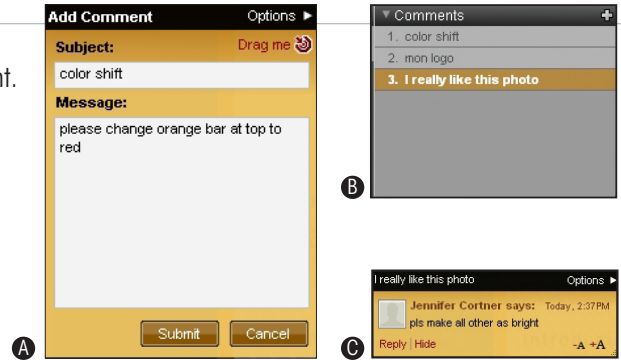 Add Comment Options ▶
Subject: Drag me
color shift
nt.
Message:
please change orange bar at top to
red
Submit Cancel
A
▼ Comments +
1. color shift
2. mon logo
3. I really like this photo
B
I really like this photo Options ▶
Jennifer Cortner says: Today, 2:37PM
pls make all other as bright
Reply | Hide -A +A
C